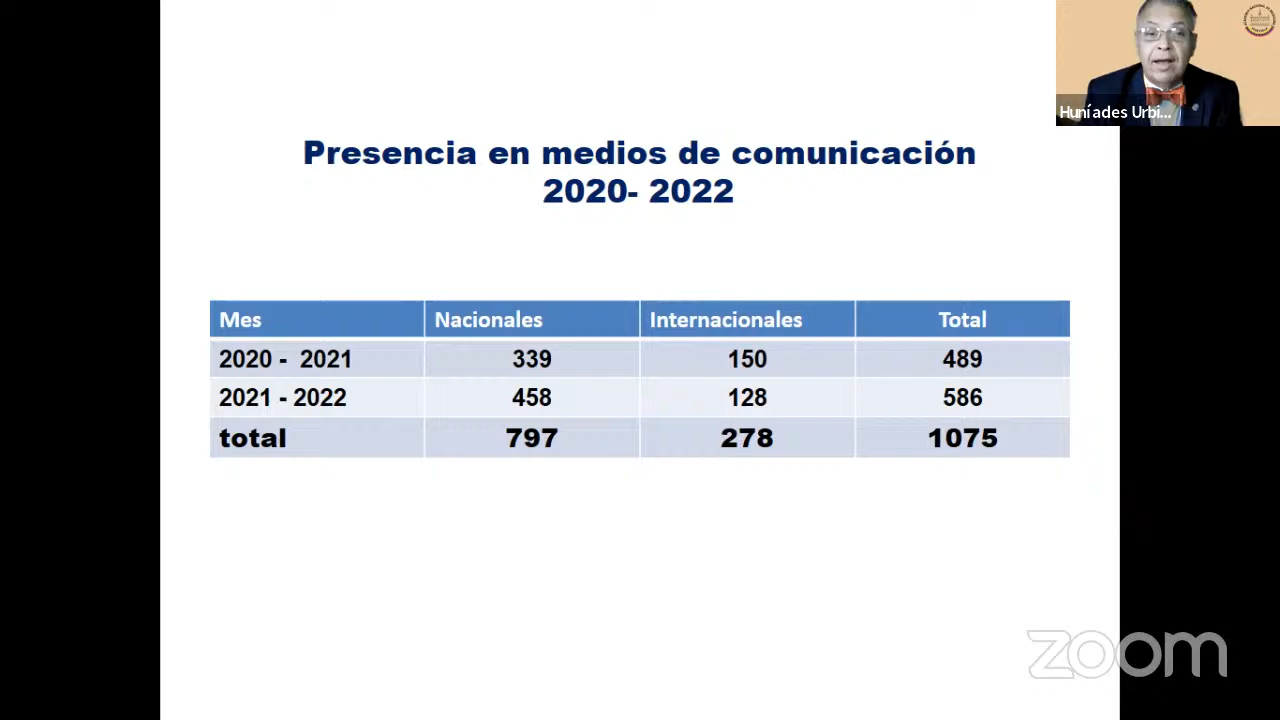 Presencia en medios de comunicación
2020- 2022
Huníades Urbi...
Mes Nacionales Internacionales Total
2020 - 2021 339 150 489
2021 - 2022 458 128 586
total 797 278 1075
zoom